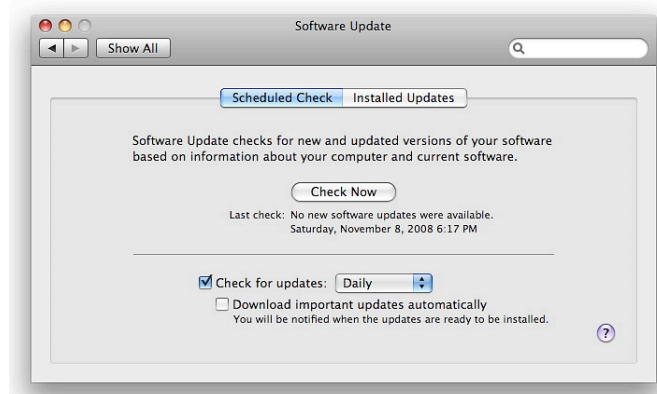 Software Update
Show All
Scheduled Check Installed Updates
Software Update checks for new and updated versions of your software
based on information about your computer and current software.
Check Now
Last check: No new software updates were available.
Saturday, November 8, 2008 6:17 PM
Check for updates: Daily
Download important updates automatically
You will be notified when the updates are ready to be installed.
?